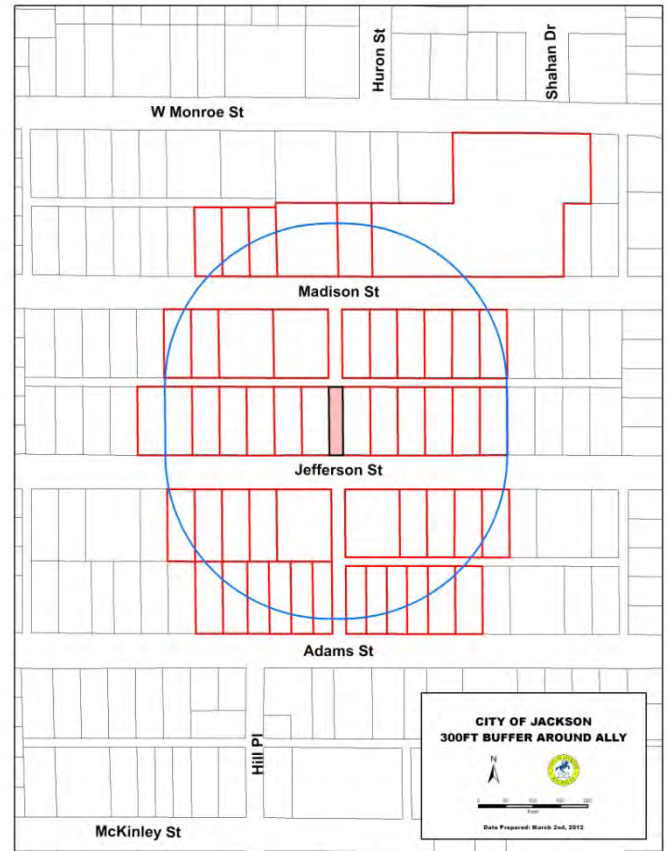 Huron St
Shahan Dr
W Monroe St
Madison St
Jefferson St
Adams St
Hill Pl
McKinley St
CITY OF JACKSON
300FT BUFFER AROUND ALLY
N
Date Prepared: March 2nd, 2012